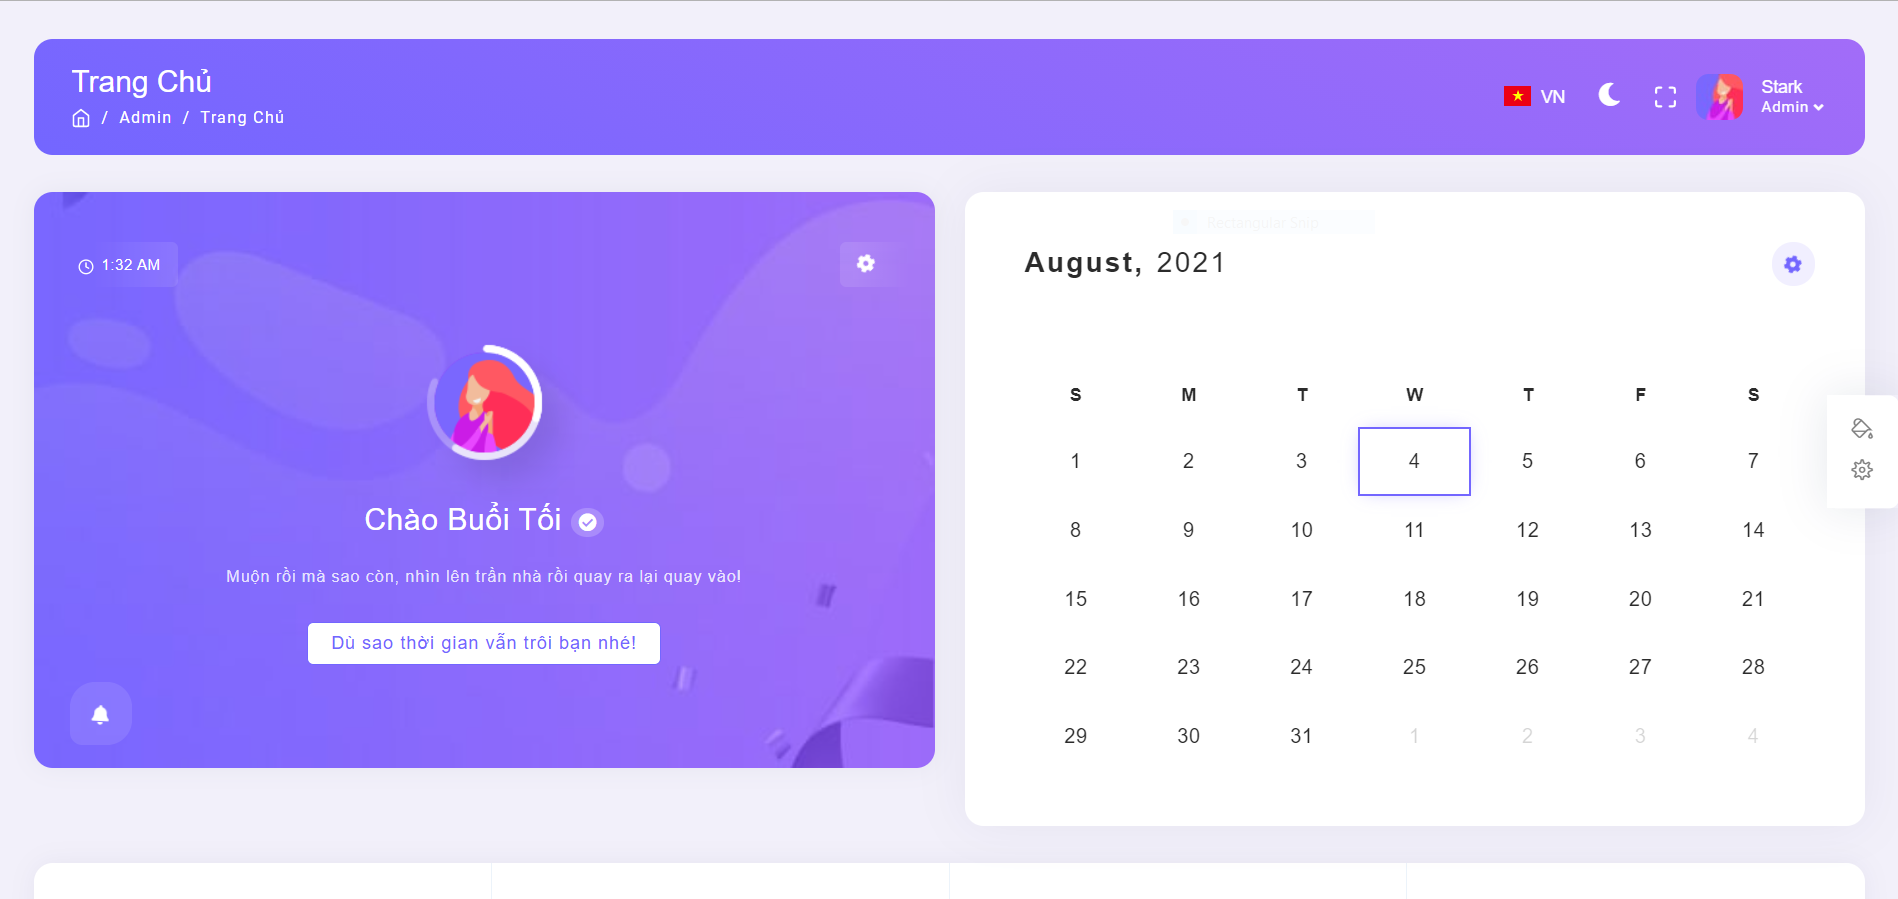 Trang Chủ
/ Admin / Trang Chủ
VN
Stark
Admin
1:32 AM
Chào Buổi Tối
Muộn rồi mà sao còn, nhìn lên trần nhà rồi quay ra lại quay vào!
Dù sao thời gian vẫn trôi bạn nhé!
Rectangular Snip
August, 2021
S M T W T F S
1 2 3 4 5 6 7
8 9 10 11 12 13 14
15 16 17 18 19 20 21
22 23 24 25 26 27 28
29 30 31 1 2 3 4